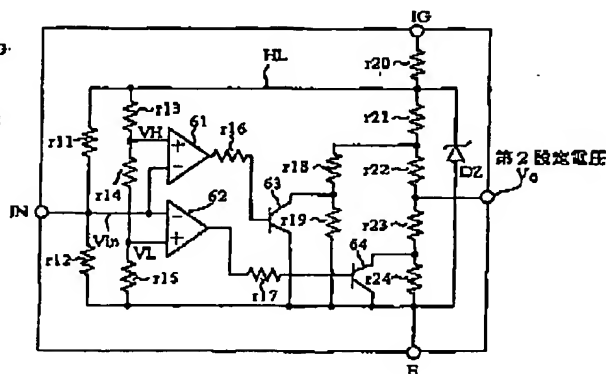 IG
G.
r20
HL
r13
r21
r11
VH
61
r16
r18
r22
r14
DZ
第2設定電圧
Vo
62
63
IN
r19
r23
Vin
64
VL
r12
r15
r24
r17
E